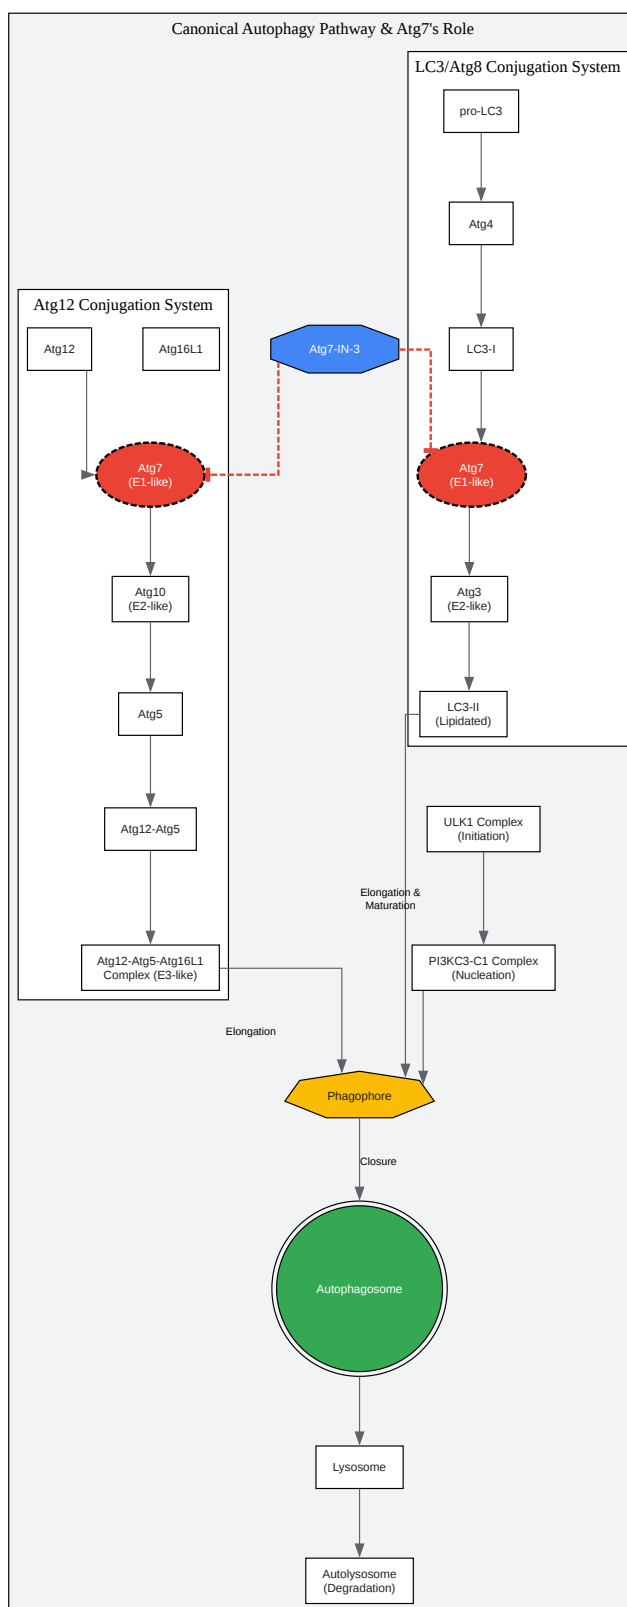 Canonical Autophagy Pathway & Atg7's Role
LC3/Atg8 Conjugation System
pro-LC3
Atg4
LC3-I
Atg7
(E1-like)
Atg3
(E2-like)
LC3-II
(Lipidated)
Atg12 Conjugation System
Atg12
Atg16L1
Atg7
(E1-like)
Atg10
(E2-like)
Atg5
Atg12-Atg5
Atg12-Atg5-Atg16L1
Complex (E3-like)
Atg7-IN-3
ULK1 Complex
(Initiation)
PI3KC3-C1 Complex
(Nucleation)
Elongation &
Maturation
Elongation
Phagophore
Closure
Autophagosome
Lysosome
Autolysosome
(Degradation)